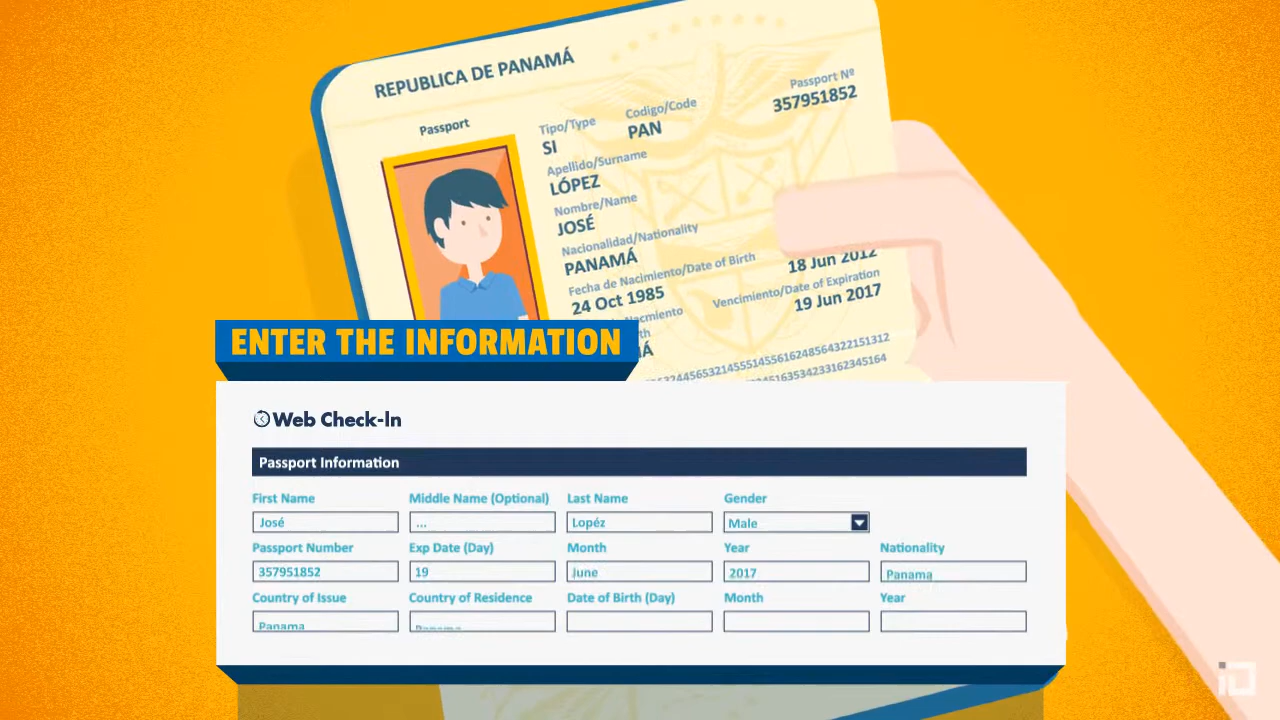 REPUBLICA DE PANAMÁ
Passport
Tipo/Type
SI
Codigo/Code
PAN
Passport Nº
357951852
Apellido/Surname
LÓPEZ
Nombre/Name
JOSÉ
Nacionalidad/Nationality
PANAMÁ
Fecha de Nacimiento/Date of Birth
24 Oct 1985
18 Jun 2012
Vencimiento/Date of Expiration
19 Jun 2017
ENTER THE INFORMATION
Web Check-In
Passport Information
First Name Middle Name (Optional) Last Name Gender
José ... Lopéz Male
Passport Number Exp Date (Day) Month Year Nationality
357951852 19 June 2017 Panama
Country of Issue Country of Residence Date of Birth (Day) Month Year
Panama
iD